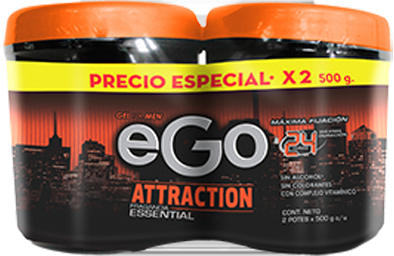 PRECIO ESPECIAL* X2 500 g.
GEL - MEN
eGo
ATTRACTION
FRAGANCIA
ESSENTIAL
MÁXIMA FIJACIÓN
24
SIN ALCOHOL
SIN COLORANTES
CON COMPLEJO VITAMÍNICO
CONT. NETO
2 POTES x 500 g c/u